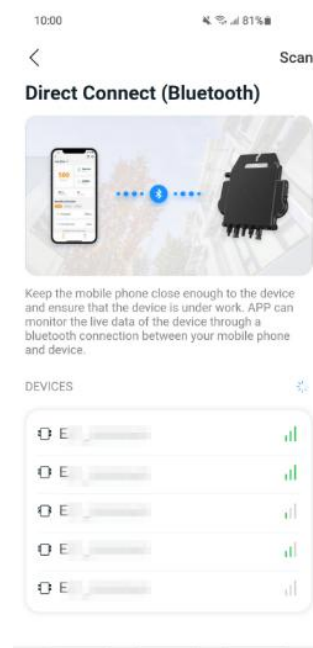 10:00
81%
Scan
Direct Connect (Bluetooth)
Keep the mobile phone close enough to the device
and ensure that the device is under work. APP can
monitor the live data of the device through a
bluetooth connection between your mobile phone
and device.
DEVICES
E
E
E
E
E